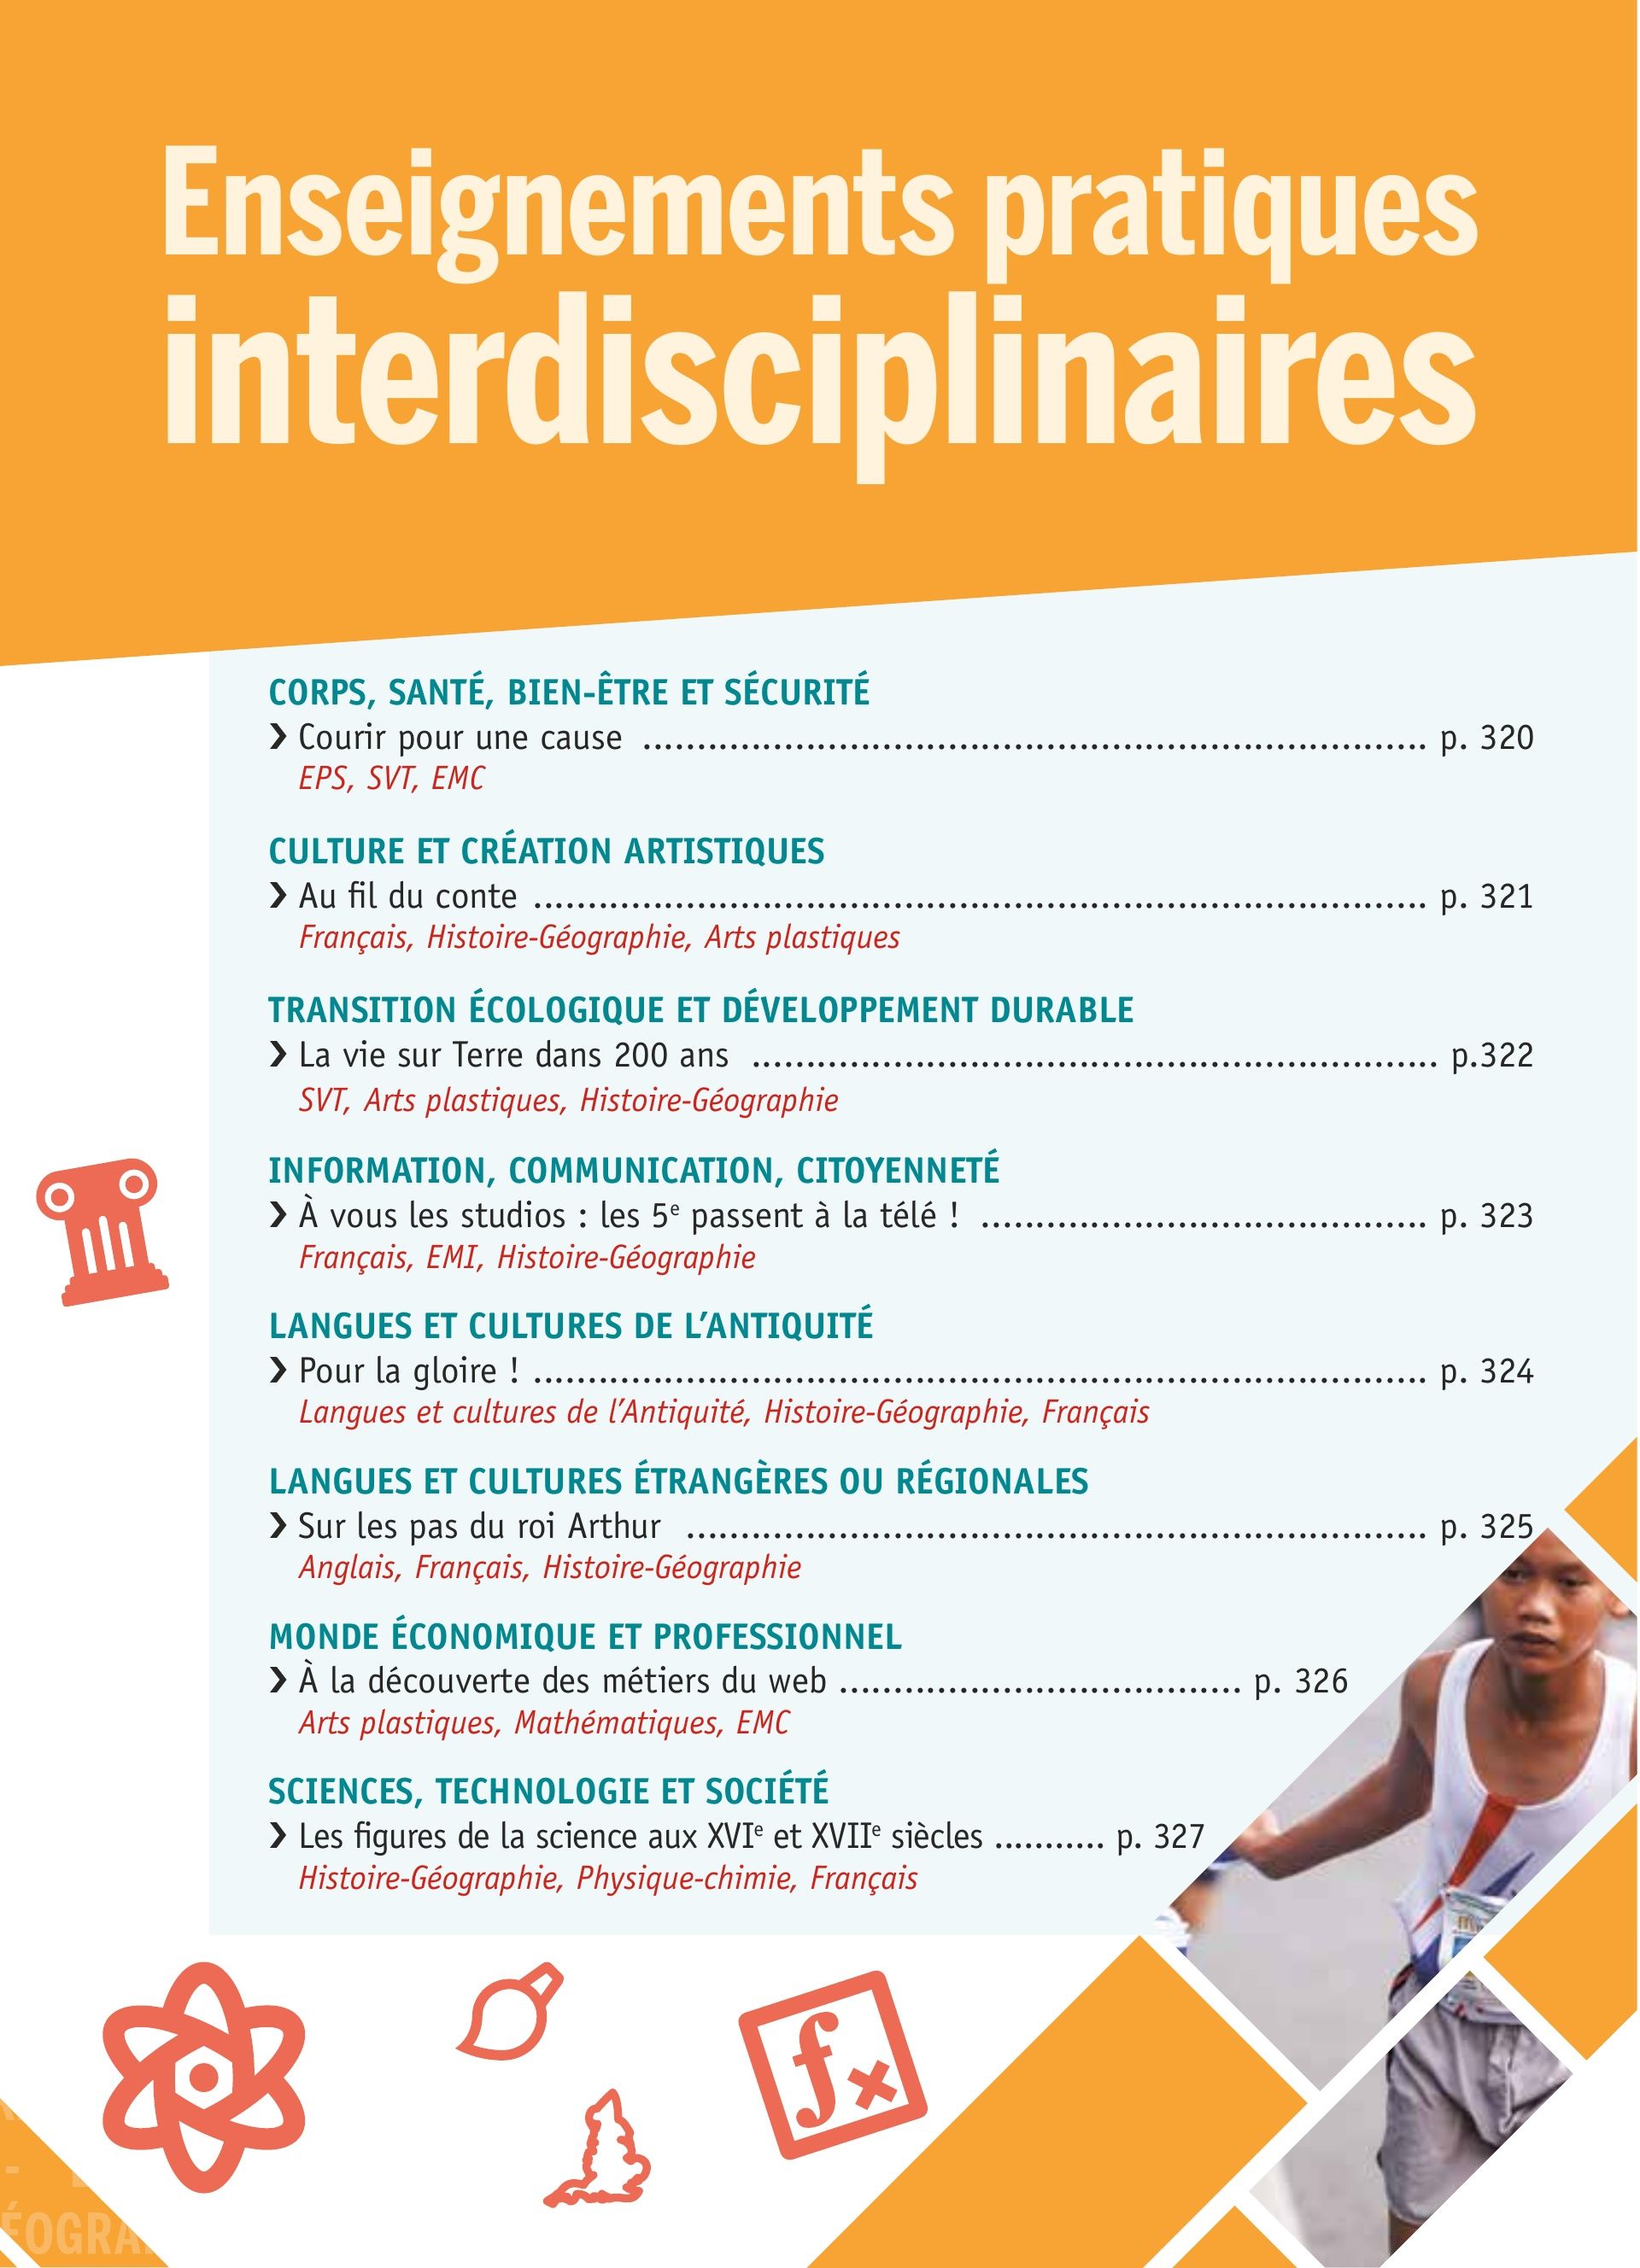 Enseignements pratiques
interdisciplinaires
CORPS, SANTÉ, BIEN-ÊTRE ET SÉCURITÉ
❯ Courir pour une cause ........................................................................ p. 320
EPS, SVT, EMC
CULTURE ET CRÉATION ARTISTIQUES
❯ Au fil du conte .................................................................................. p. 321
Français, Histoire-Géographie, Arts plastiques
TRANSITION ÉCOLOGIQUE ET DÉVELOPPEMENT DURABLE
❯ La vie sur Terre dans 200 ans ............................................................... p.322
SVT, Arts plastiques, Histoire-Géographie
INFORMATION, COMMUNICATION, CITOYENNETÉ
❯ À vous les studios : les 5e passent à la télé ! ......................................... p. 323
Français, EMI, Histoire-Géographie
LANGUES ET CULTURES DE L’ANTIQUITÉ
❯ Pour la gloire ! .................................................................................. p. 324
Langues et cultures de l’Antiquité, Histoire-Géographie, Français
LANGUES ET CULTURES ÉTRANGÈRES OU RÉGIONALES
❯ Sur les pas du roi Arthur .................................................................... p. 325
Anglais, Français, Histoire-Géographie
MONDE ÉCONOMIQUE ET PROFESSIONNEL
❯ À la découverte des métiers du web ..................................... p. 326
Arts plastiques, Mathématiques, EMC
SCIENCES, TECHNOLOGIE ET SOCIÉTÉ
❯ Les figures de la science aux XVIe et XVIIe siècles ........... p. 327
Histoire-Géographie, Physique-chimie, Français
fx